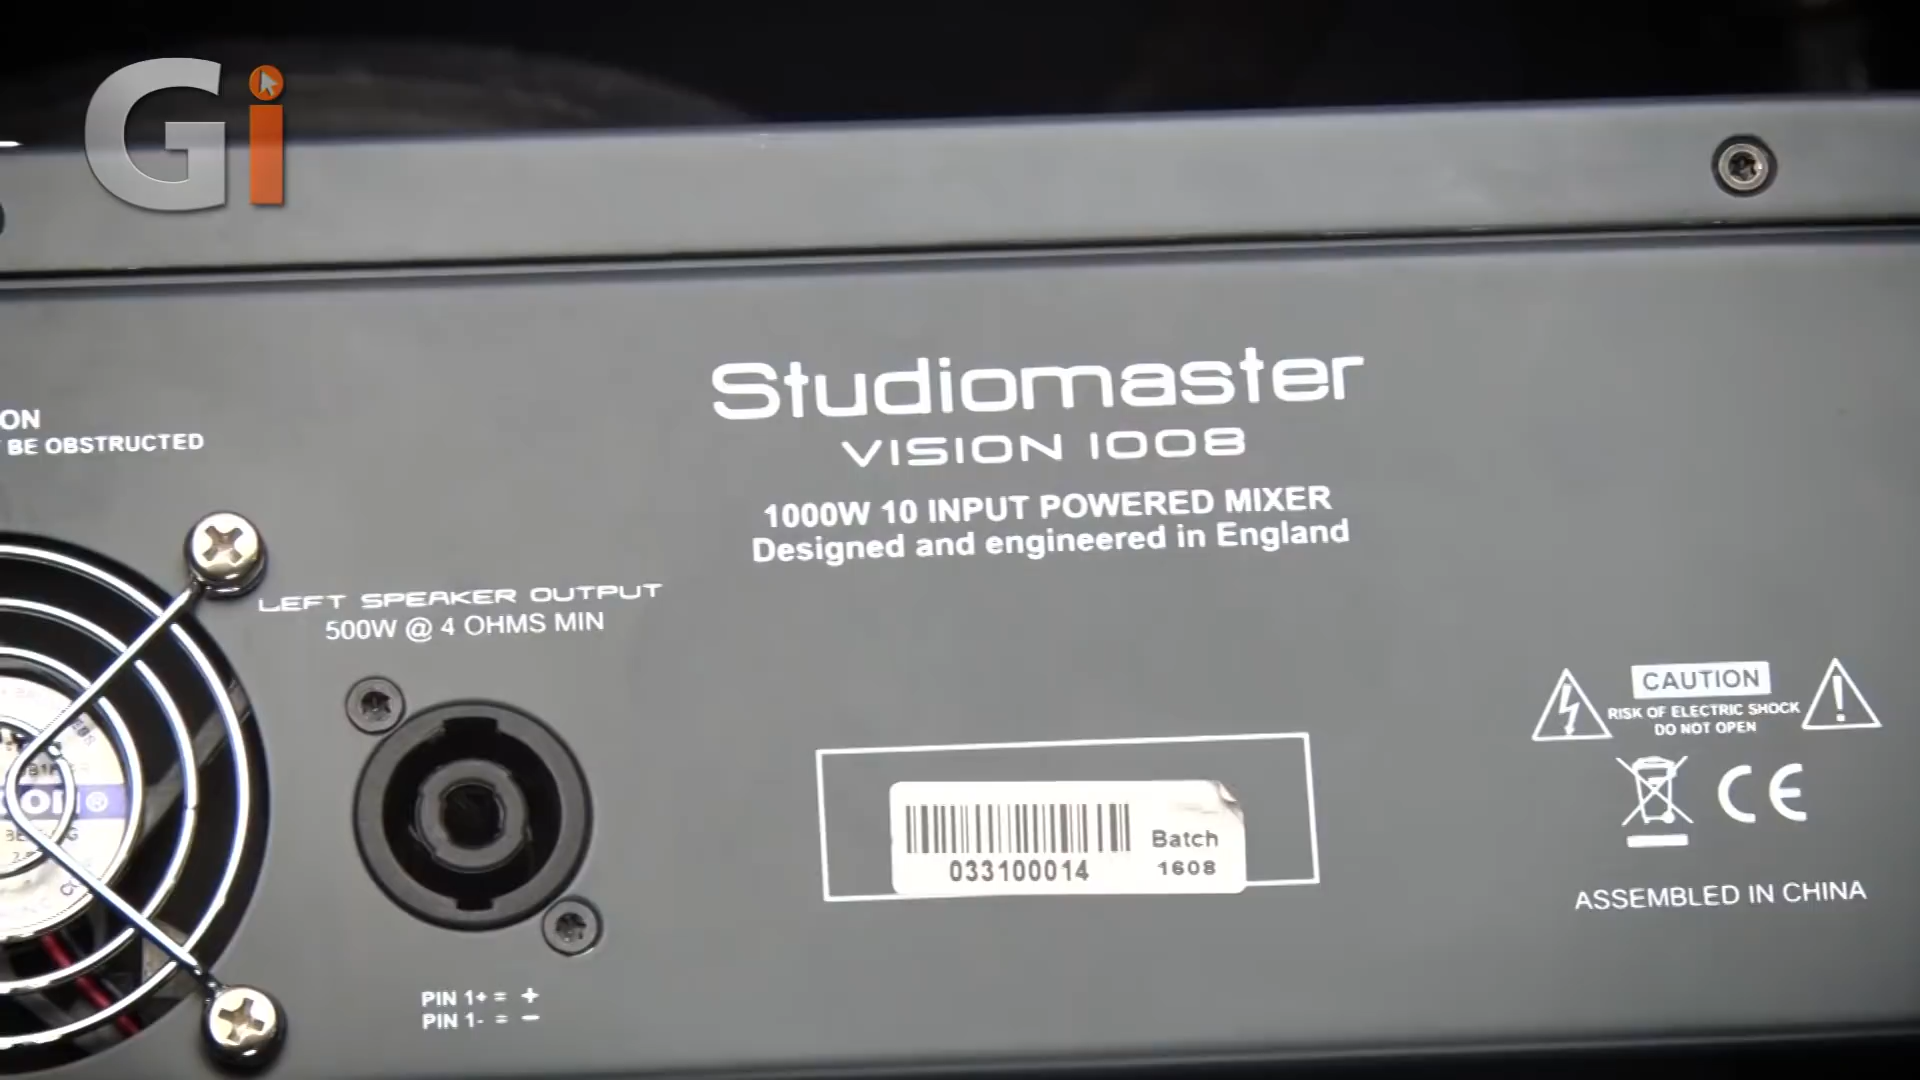 Gi
ON
BE OBSTRUCTED
Studiomaster
VISION 1008
1000W 10 INPUT POWERED MIXER
Designed and engineered in England
LEFT SPEAKER OUTPUT
500W @ 4 OHMS MIN
PIN 1+ = +
PIN 1- = -
Batch
033100014
1608
CAUTION
RISK OF ELECTRIC SHOCK
DO NOT OPEN
CE
ASSEMBLED IN CHINA